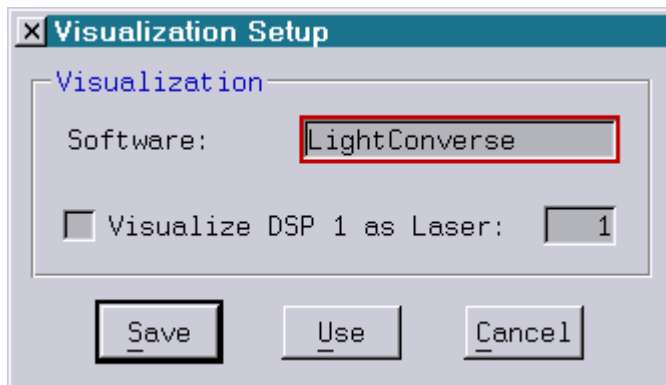 Visualization Setup
Visualization
Software: LightConverse
Visualize DSP 1 as Laser: 1
Save Use Cancel